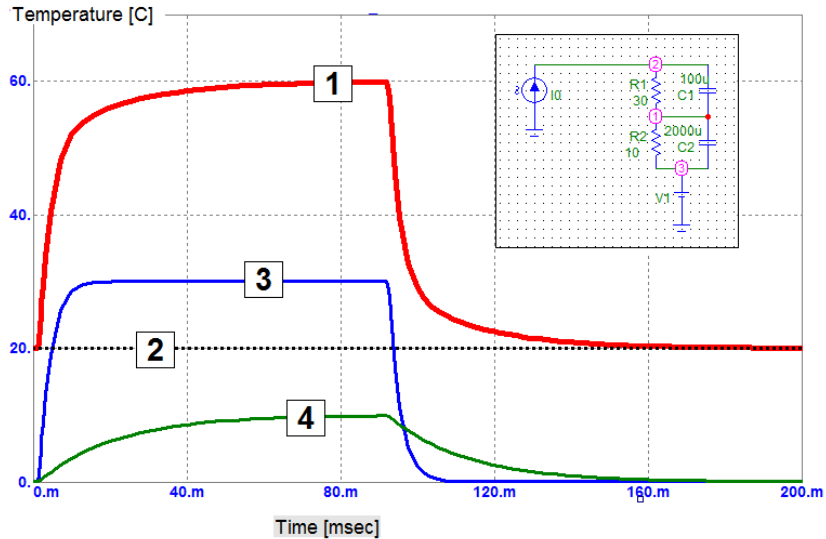 Temperature [C]
60.
40.
20.
0.
0.m
40.m
80.m
120.m
160.m
200.m
Time [msec]
1
2
3
4
2
I0
R1
30
100u
C1
1
R2
10
2000u
C2
3
V1